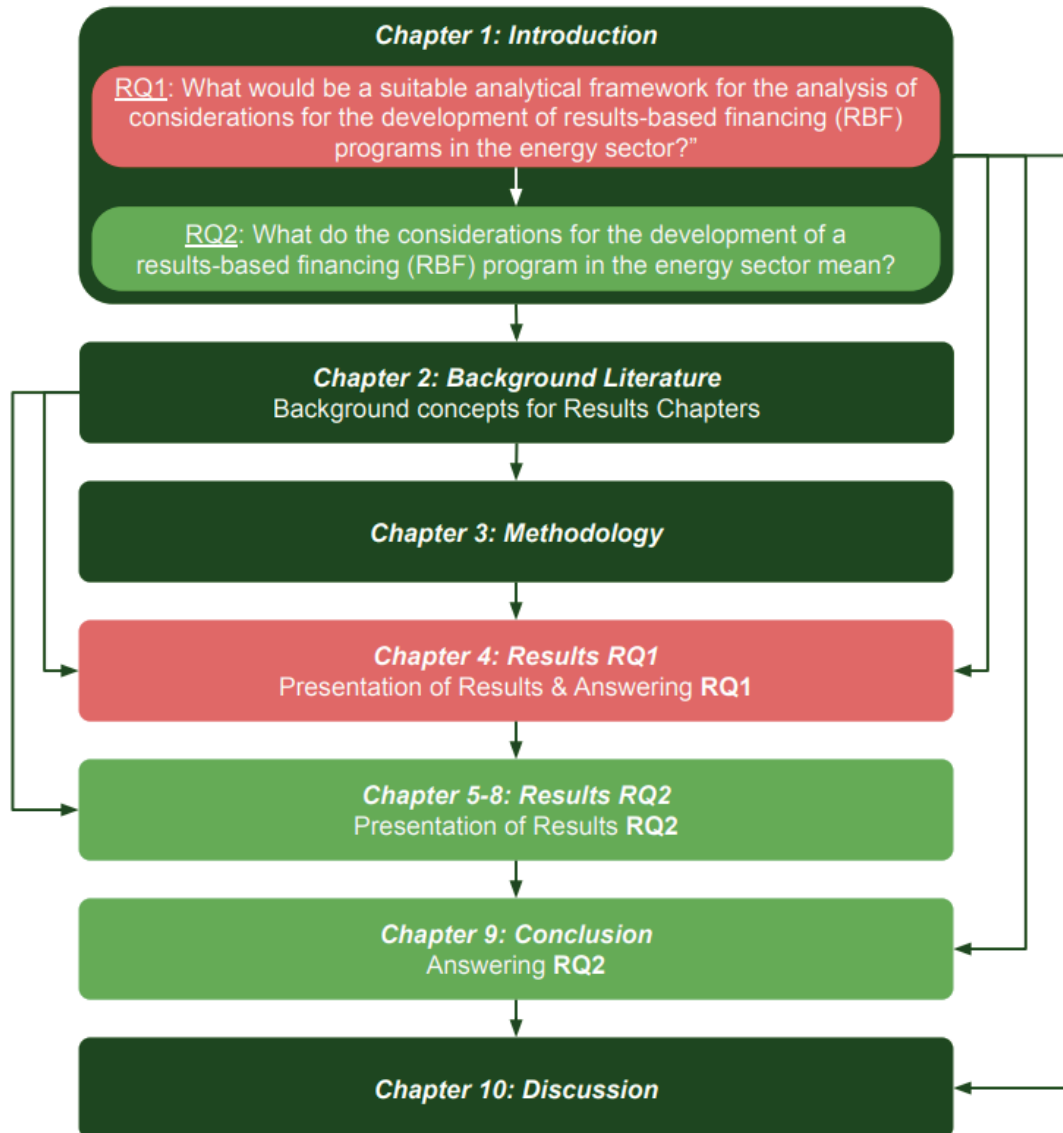 Chapter 1: Introduction
RQ1: What would be a suitable analytical framework for the analysis of
considerations for the development of results-based financing (RBF)
programs in the energy sector?”
RQ2: What do the considerations for the development of a
results-based financing (RBF) program in the energy sector mean?
Chapter 2: Background Literature
Background concepts for Results Chapters
Chapter 3: Methodology
Chapter 4: Results RQ1
Presentation of Results & Answering RQ1
Chapter 5-8: Results RQ2
Presentation of Results RQ2
Chapter 9: Conclusion
Answering RQ2
Chapter 10: Discussion